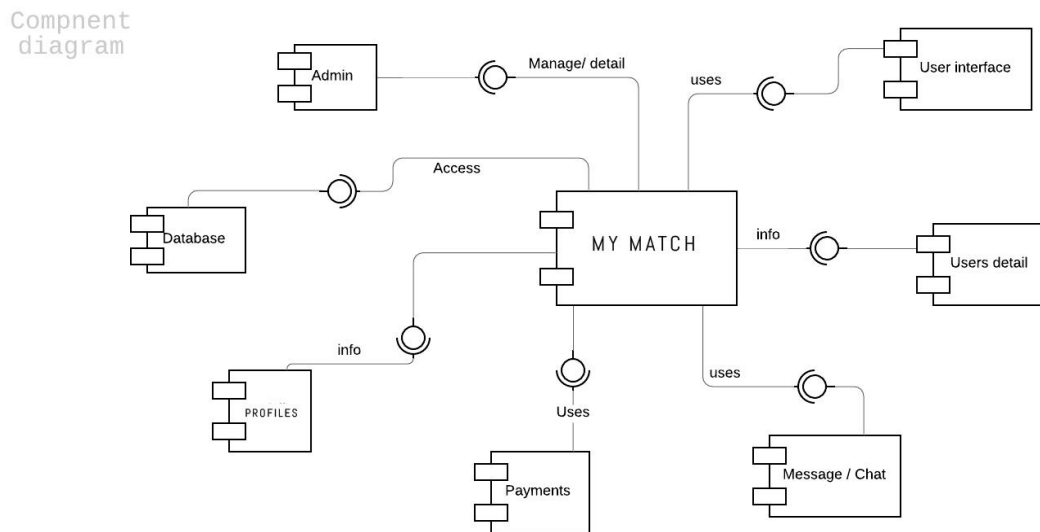 Compnent
diagram
Admin
Manage/ detail
uses
User interface
Access
Database
MY MATCH
info
Users detail
info
PROFILES
uses
Uses
Payments
Message / Chat